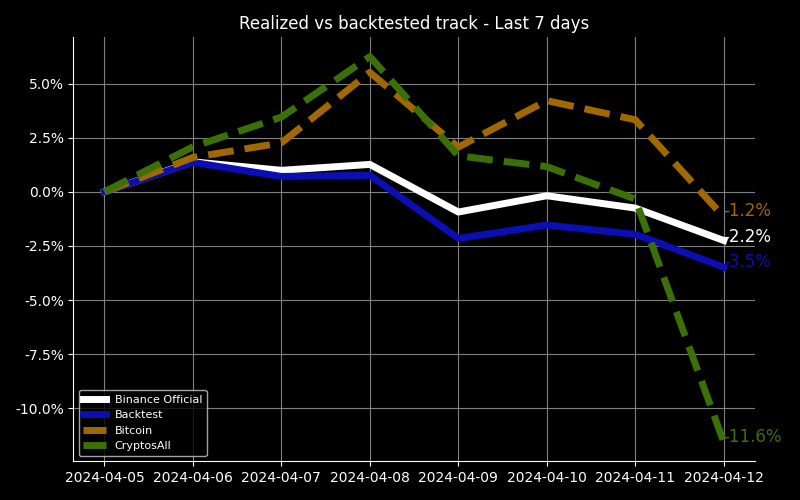 Realized vs backtested track - Last 7 days
5.0%
2.5%
0.0%
-2.5%
-5.0%
-7.5%
-10.0%
-1.2%
-2.2%
-3.5%
-11.6%
Binance Official
Backtest
Bitcoin
CryptosAll
2024-04-05 2024-04-06 2024-04-07 2024-04-08 2024-04-09 2024-04-10 2024-04-11 2024-04-12